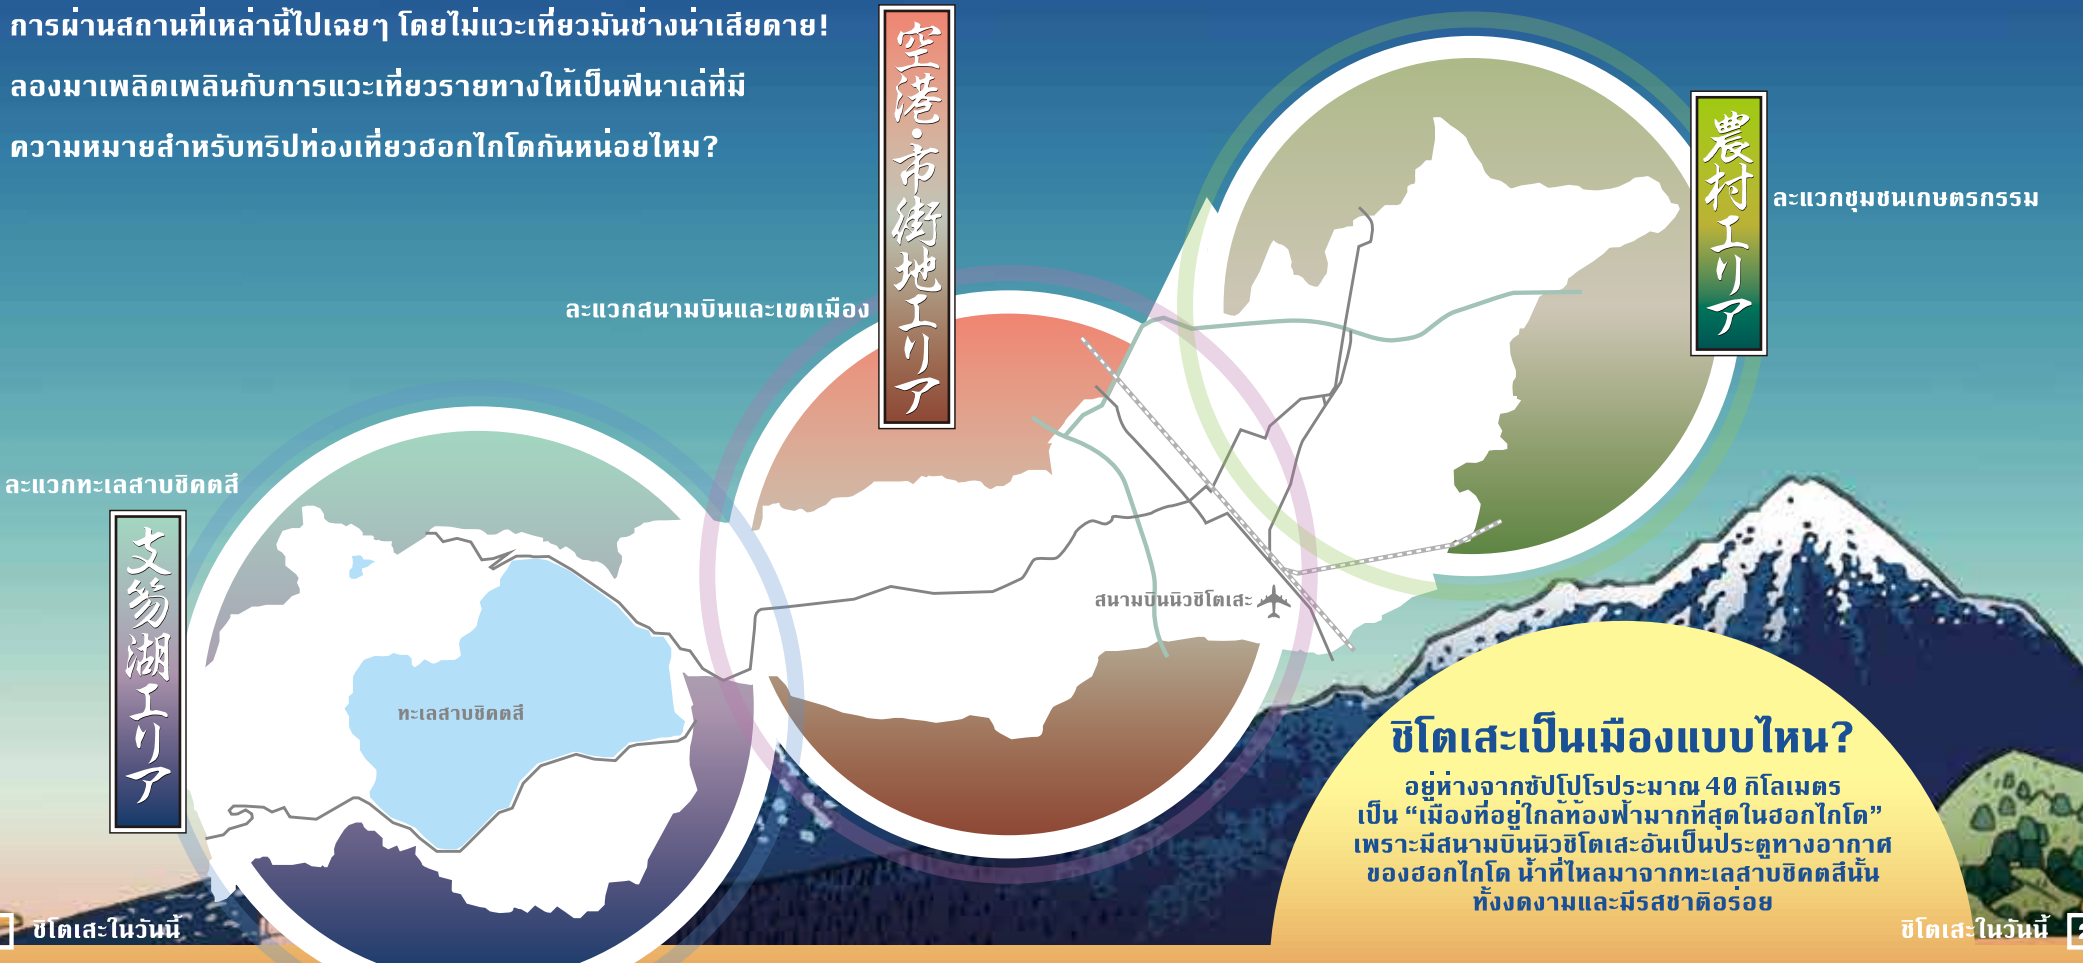 การผ่านสถานที่เหล่านี้ไปเฉยๆ โดยไม่แวะเที่ยวมันช่างน่าเสียดาย!
ลองมาเพลิดเพลินกับการแวะเที่ยวรายทางให้เป็นฟินาเล่ที่มี
ความหมายสำหรับทริปท่องเที่ยวฮอกไกโดกันหน่อยไหม?
空港・市街地エリア
ละแวกสนามบินและเขตเมือง
農村エリア
ละแวกชุมชนเกษตรกรรม
ละแวกทะเลสาบชิคตสึ
支笏湖エリア
สนามบินนิวชิโตเสะ
ทะเลสาบชิคตสึ
ชิโตเสะเป็นเมืองแบบไหน?
อยู่ห่างจากซัปโปโรประมาณ 40 กิโลเมตร
เป็น “เมืองที่อยู่ใกล้ท้องฟ้ามากที่สุดในฮอกไกโด”
เพราะมีสนามบินนิวชิโตเสะอันเป็นประตูทางอากาศ
ของฮอกไกโด น้ำที่ไหลมาจากทะเลสาบชิคตสึนั้น
ทั้งงดงามและมีรสชาติอร่อย
ชิโตเสะในวันนี้
ชิโตเสะในวันนี้